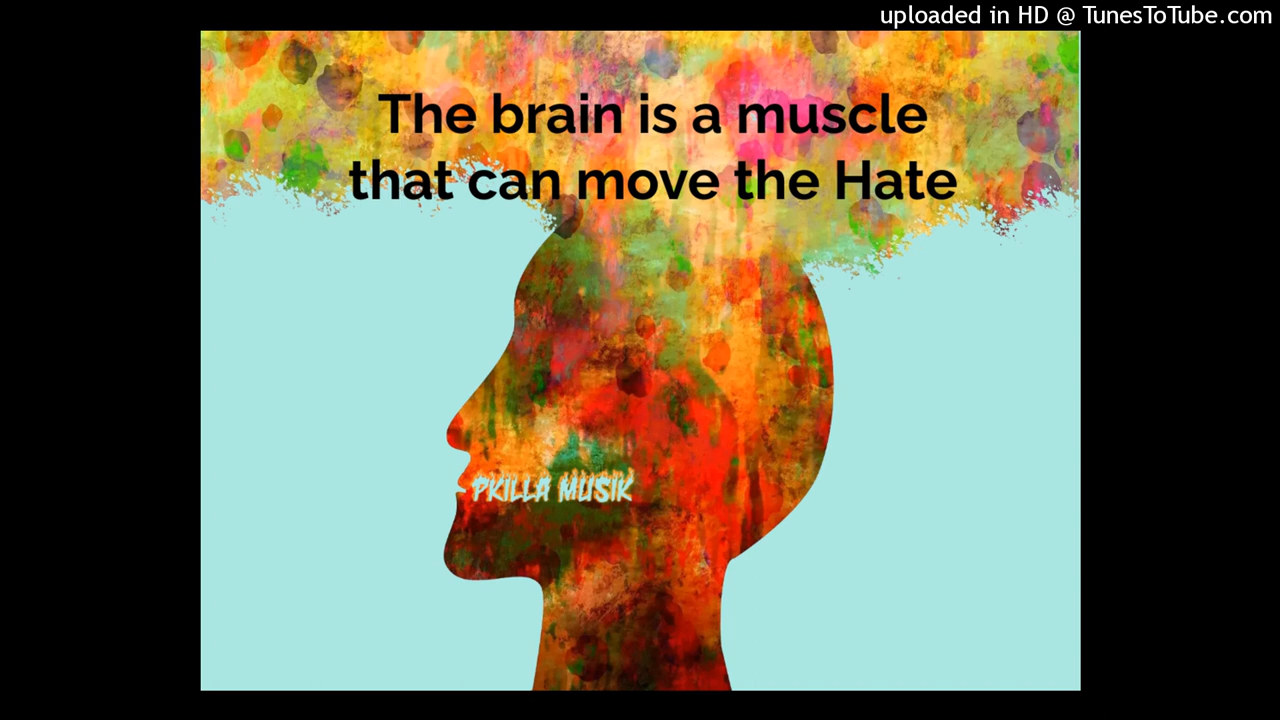 uploaded in HD @ TunesToTube.com
The brain is a muscle
that can move the Hate
- PKILLA MUSIK